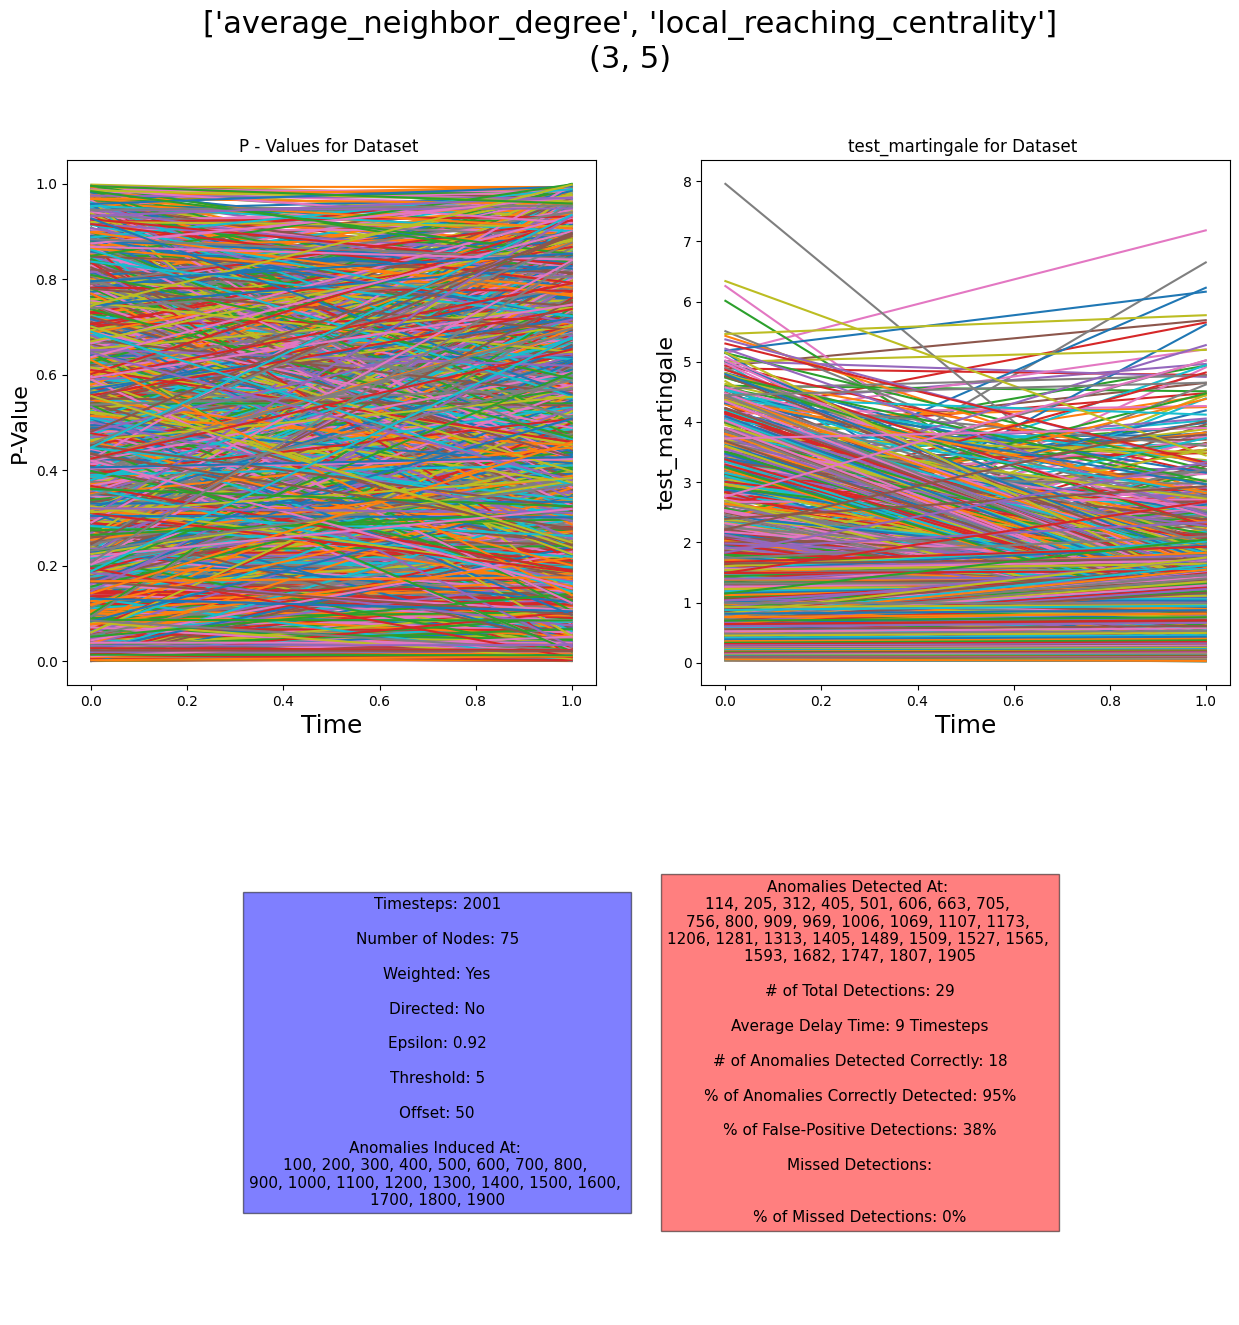 ['average_neighbor_degree', 'local_reaching_centrality']
(3, 5)
P - Values for Dataset
P-Value
1.0
0.8
0.6
0.4
0.2
0.0
0.0 0.2 0.4 0.6 0.8 1.0
Time
test_martingale for Dataset
test_martingale
8
7
6
5
4
3
2
1
0
0.0 0.2 0.4 0.6 0.8 1.0
Time
Timesteps: 2001
Number of Nodes: 75
Weighted: Yes
Directed: No
Epsilon: 0.92
Threshold: 5
Offset: 50
Anomalies Induced At:
100, 200, 300, 400, 500, 600, 700, 800,
900, 1000, 1100, 1200, 1300, 1400, 1500, 1600,
1700, 1800, 1900
Anomalies Detected At:
114, 205, 312, 405, 501, 606, 663, 705,
756, 800, 909, 969, 1006, 1069, 1107, 1173,
1206, 1281, 1313, 1405, 1489, 1509, 1527, 1565,
1593, 1682, 1747, 1807, 1905
# of Total Detections: 29
Average Delay Time: 9 Timesteps
# of Anomalies Detected Correctly: 18
% of Anomalies Correctly Detected: 95%
% of False-Positive Detections: 38%
Missed Detections:
% of Missed Detections: 0%